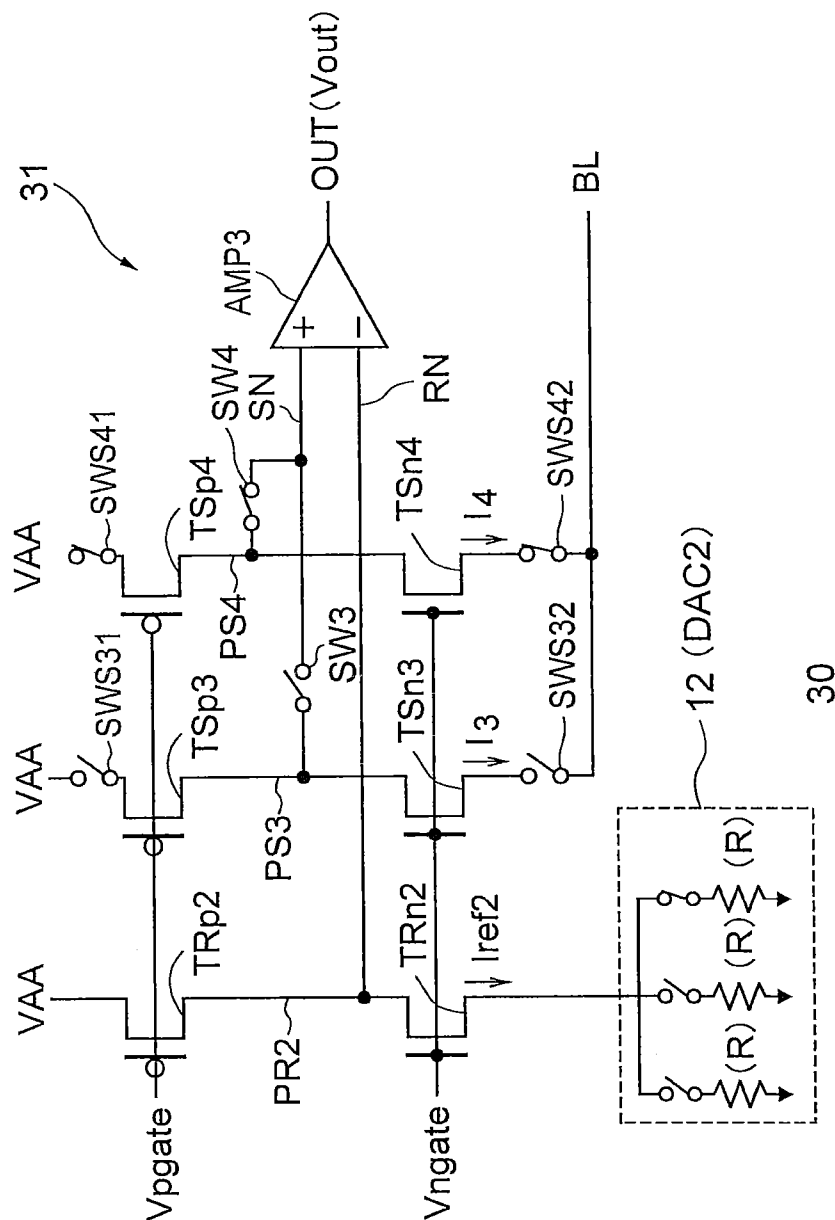 31
VAA
VAA
VAA
SWS31
SWS41
Vpgate
TRp2
TSp3
TSp4
PR2
PS3
PS4
SW3
SW4
SN
AMP3
+
−
OUT (Vout)
RN
Vngate
TRn2
TSn3
TSn4
Iref2
I3
I4
SWS32
SWS42
BL
(R)
(R)
(R)
12 (DAC2)
30